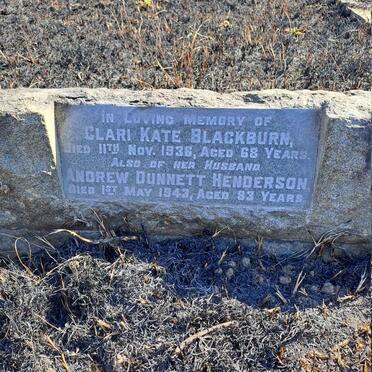 In Loving Memory of
Clari Kate Blackburn,
Died 11th Nov. 1936, Aged 68 Years.
Also of her Husband
Andrew Dunnett Henderson
Died 1st May 1943, Aged 83 Years.